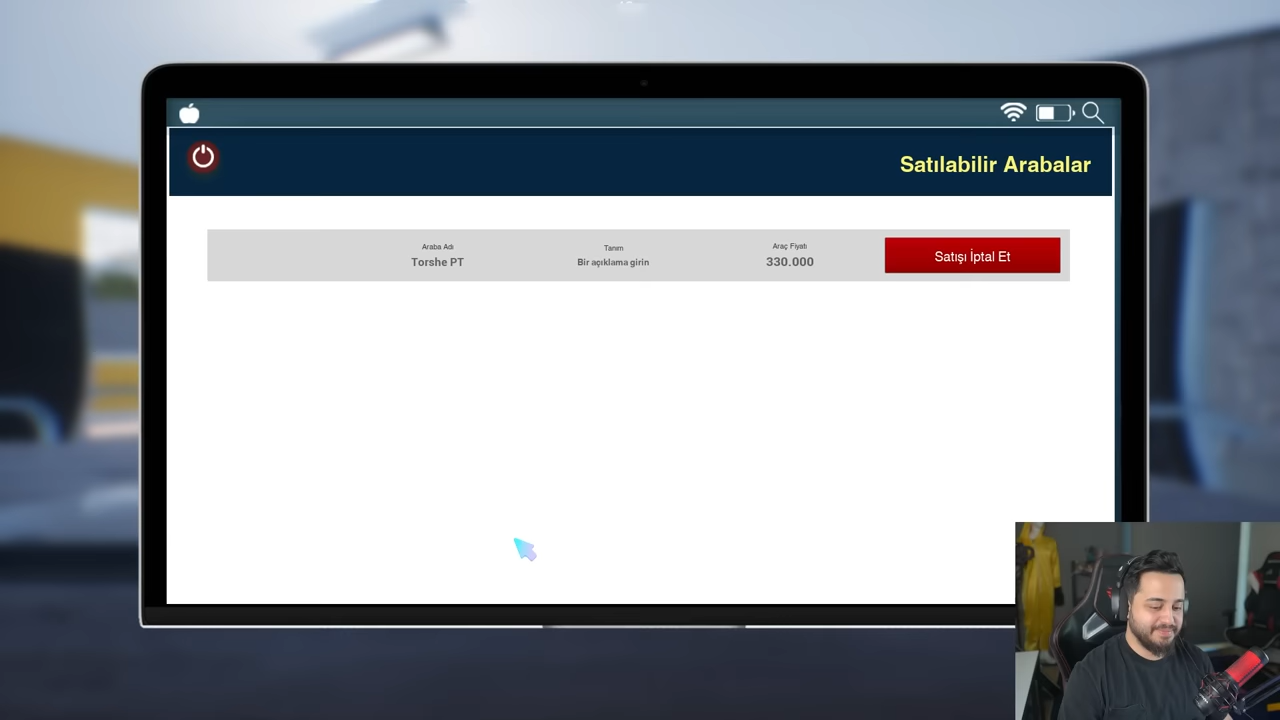 Satılabilir Arabalar
Araba Adı
Torshe PT
Tanım
Bir açıklama girin
Araç Fiyatı
330.000
Satışı İptal Et